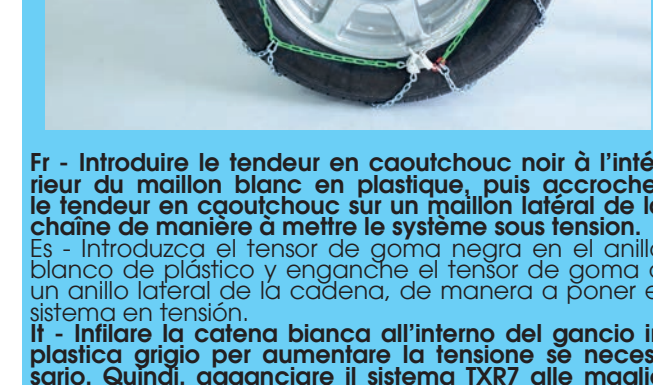 Fr - Introduire le tendeur en caoutchouc noir à l'inté
rieur du maillon blanc en plastique, puis accroche
le tendeur en caoutchouc sur un maillon latéral de l
chaîne de manière à mettre le système sous tension.
Es - Introduzca el tensor de goma negra en el anill
blanco de plástico y enganche el tensor de goma
un anillo lateral de la cadena, de manera a poner e
sistema en tensión.
It - Infilare la catena bianca all'interno del gancio i
plastica grigio per aumentare la tensione se neces
sario. Quindi, agganciare il sistema TXR7 alle magli